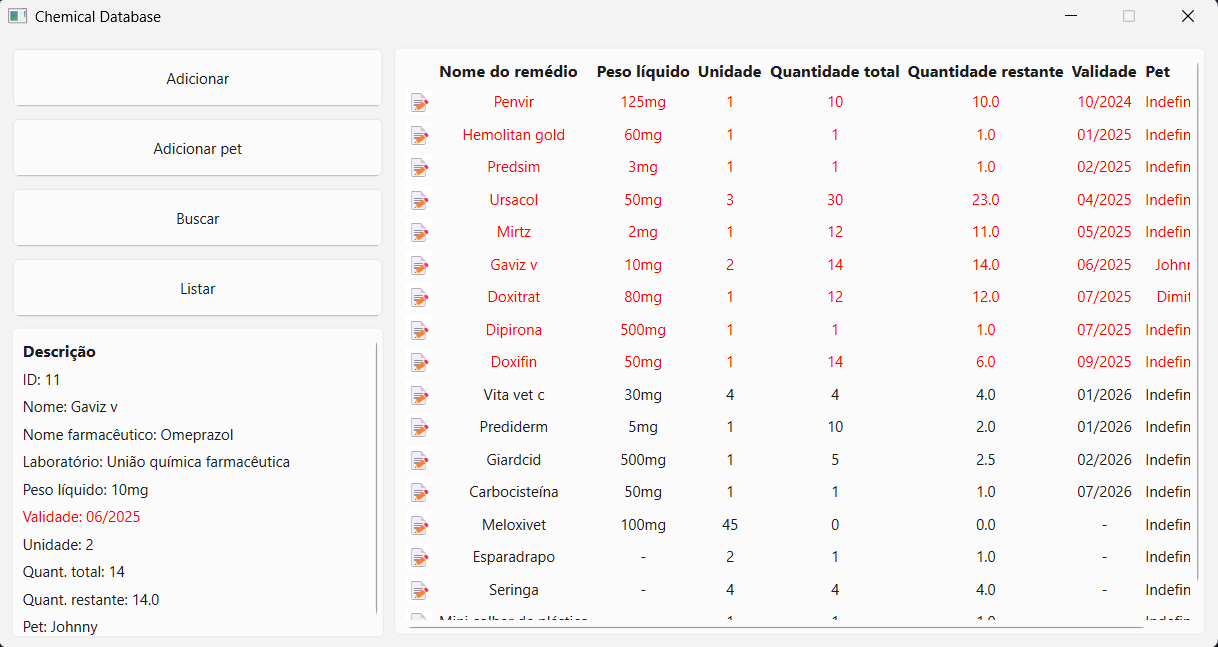 Chemical Database
Adicionar
Adicionar pet
Buscar
Listar
Descrição
ID: 11
Nome: Gaviz v
Nome farmacêutico: Omeprazol
Laboratório: União química farmacêutica
Peso líquido: 10mg
Validade: 06/2025
Unidade: 2
Quant. total: 14
Quant. restante: 14.0
Pet: Johnny
Nome do remédio Peso líquido Unidade Quantidade total Quantidade restante Validade Pet
Penvir 125mg 1 10 10.0 10/2024 Indefin
Hemolitan gold 60mg 1 1 1.0 01/2025 Indefin
Predsim 3mg 1 1 1.0 02/2025 Indefin
Ursacol 50mg 3 30 23.0 04/2025 Indefin
Mirtz 2mg 1 12 11.0 05/2025 Indefin
Gaviz v 10mg 2 14 14.0 06/2025 Johnr
Doxitrat 80mg 1 12 12.0 07/2025 Dimit
Dipirona 500mg 1 1 1.0 07/2025 Indefin
Doxifin 50mg 1 14 6.0 09/2025 Indefin
Vita vet c 30mg 4 4 4.0 01/2026 Indefin
Prediderm 5mg 1 10 2.0 01/2026 Indefin
Giardcid 500mg 1 5 2.5 02/2026 Indefin
Carbocisteína 50mg 1 1 1.0 07/2026 Indefin
Meloxivet 100mg 45 0 0.0 - Indefin
Esparadrapo - 2 1 1.0 - Indefin
Seringa - 4 4 4.0 - Indefin